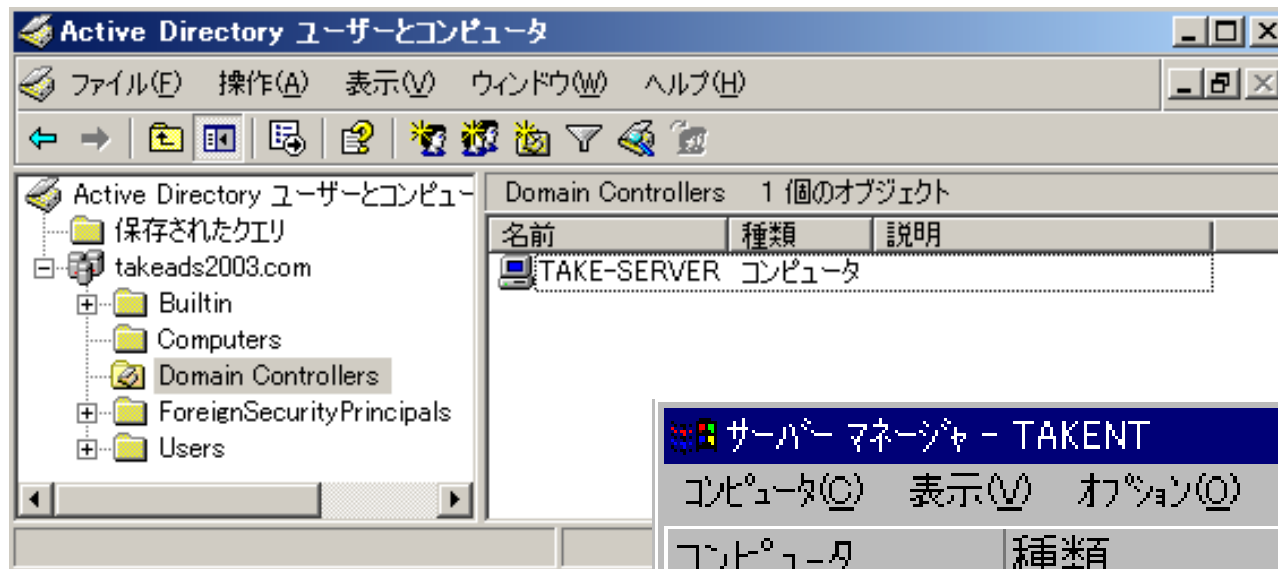 Active Directory ユーザーとコンピュータ
ファイル(F) 操作(A) 表示(V) ウィンドウ(W) ヘルプ(H)
Active Directory ユーザーとコンピュー
保存されたクエリ
takeads2003.com
Builtin
Computers
Domain Controllers
ForeignSecurityPrincipals
Users
Domain Controllers 1 個のオブジェクト
名前 種類 説明
TAKE-SERVER コンピュータ
サーバー マネージャ - TAKENT
コンピュータ(C) 表示(V) オプション(O)
コンピュータ 種類